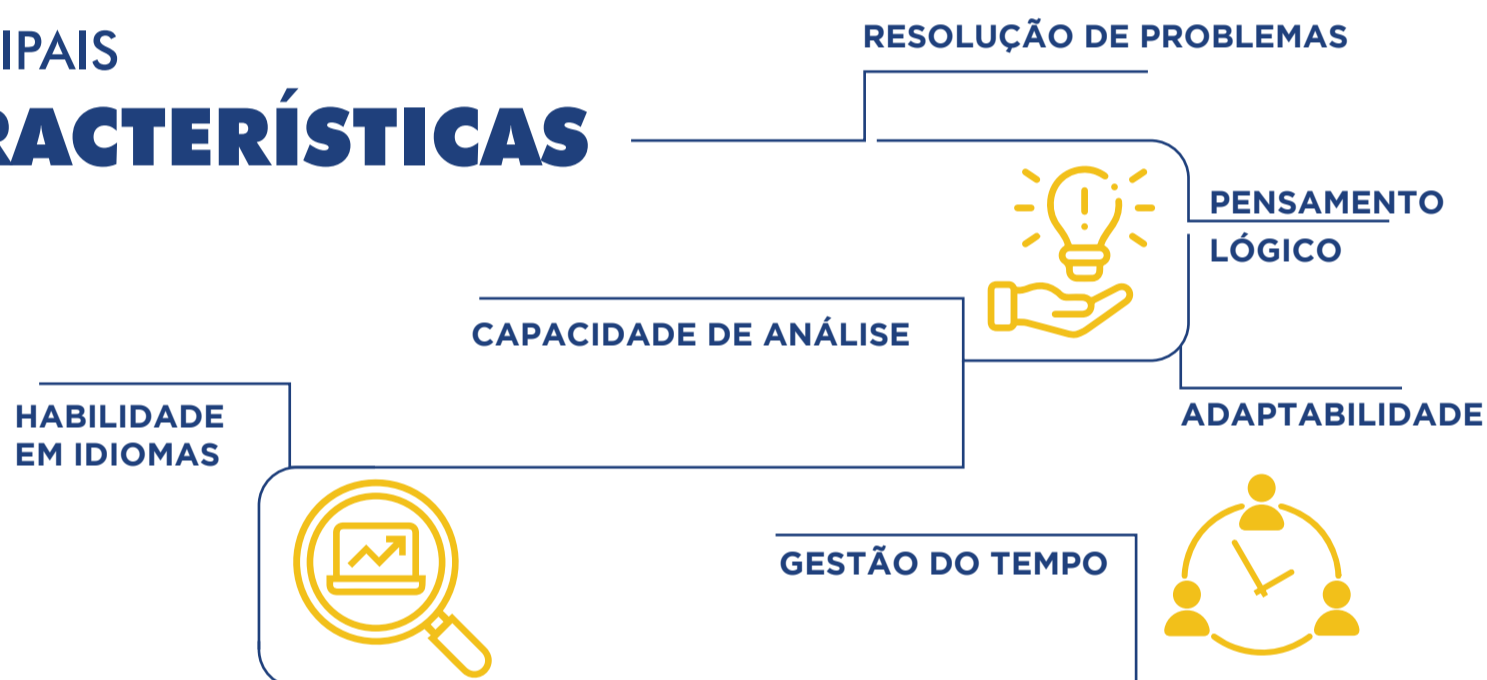 IPAIS
RACTERÍSTICAS
RESOLUÇÃO DE PROBLEMAS
PENSAMENTO
LÓGICO
CAPACIDADE DE ANÁLISE
ADAPTABILIDADE
HABILIDADE
EM IDIOMAS
GESTÃO DO TEMPO